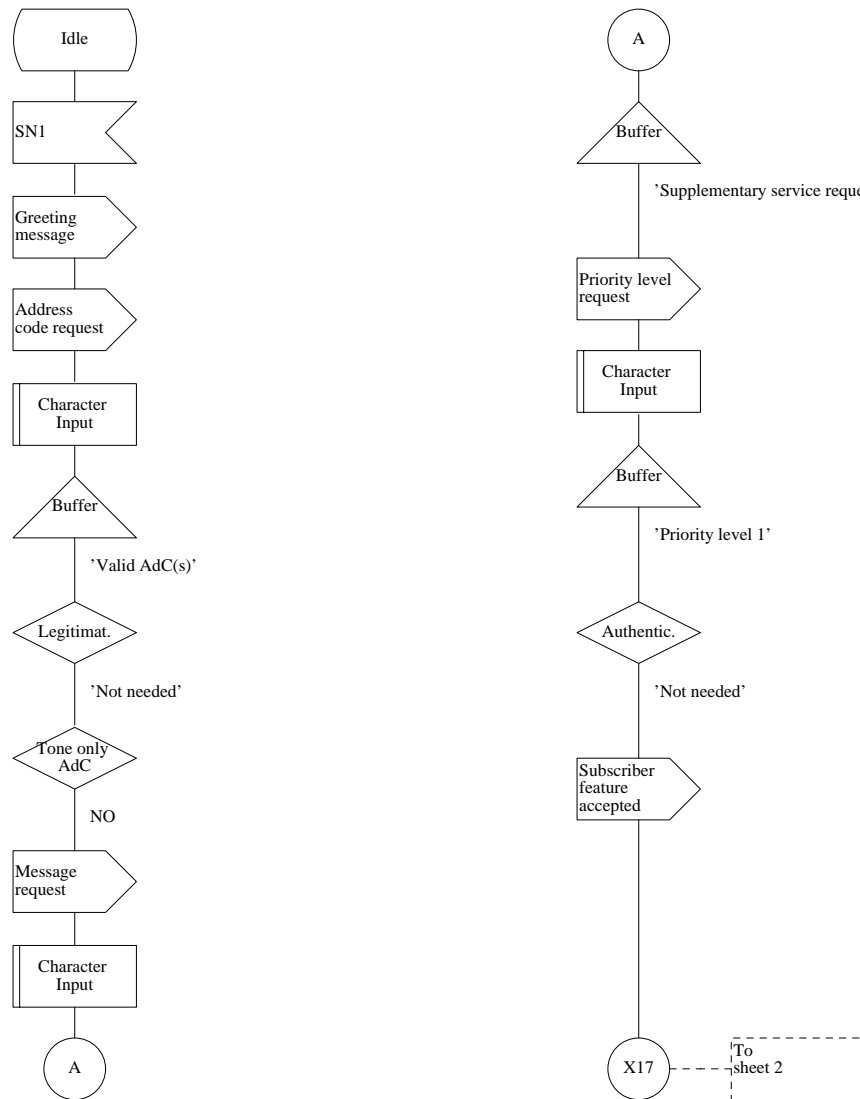 Idle
SN1
Greeting
message
Address
code request
Character
Input
Buffer
’Valid AdC(s)’
Legitimat.
’Not needed’
Tone only
AdC
NO
Message
request
Character
Input
A
A
Buffer
’Supplementary service reque
Priority level
request
Character
Input
Buffer
’Priority level 1’
Authentic.
’Not needed’
Subscriber
feature
accepted
X17
To
sheet 2